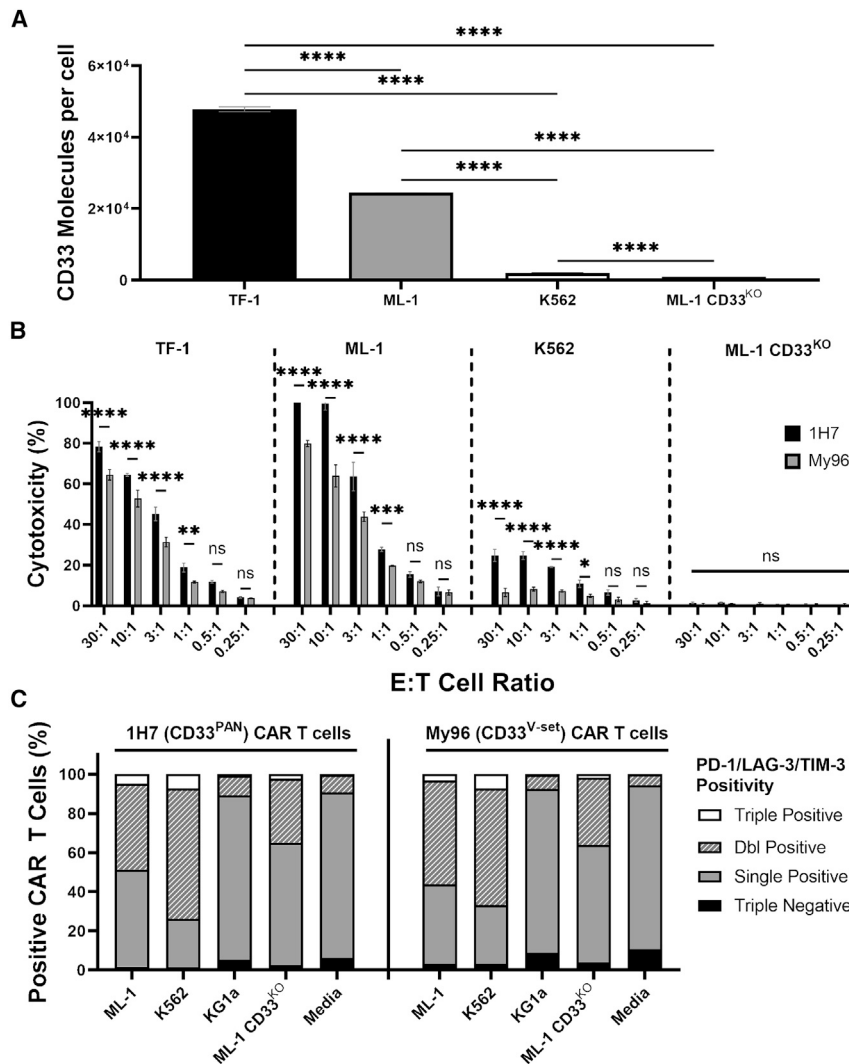 A
****
****
****
****
****
****
CD33 Molecules per cell
6×10⁴
4×10⁴
2×10⁴
0
TF-1 ML-1 K562 ML-1 CD33ᴷᴼ
B
TF-1 ML-1 K562 ML-1 CD33ᴷᴼ
Cytotoxicity (%)
100
80
60
40
20
0
**** **** **** ** ns ns
**** **** **** *** ns ns
**** **** **** * ns ns
ns
1H7
My96
30:1 10:1 3:1 1:1 0.5:1 0.25:1 30:1 10:1 3:1 1:1 0.5:1 0.25:1 30:1 10:1 3:1 1:1 0.5:1 0.25:1 30:1 10:1 3:1 1:1 0.5:1 0.25:1
E:T Cell Ratio
C
1H7 (CD33ᴾᴬᴺ) CAR T cells My96 (CD33ⱽ⁻ˢᵉᵗ) CAR T cells
Positive CAR T Cells (%)
100
80
60
40
20
0
PD-1/LAG-3/TIM-3
Positivity
Triple Positive
Dbl Positive
Single Positive
Triple Negative
ML-1 K562 KG1a ML-1 CD33ᴷᴼ Media ML-1 K562 KG1a ML-1 CD33ᴷᴼ Media